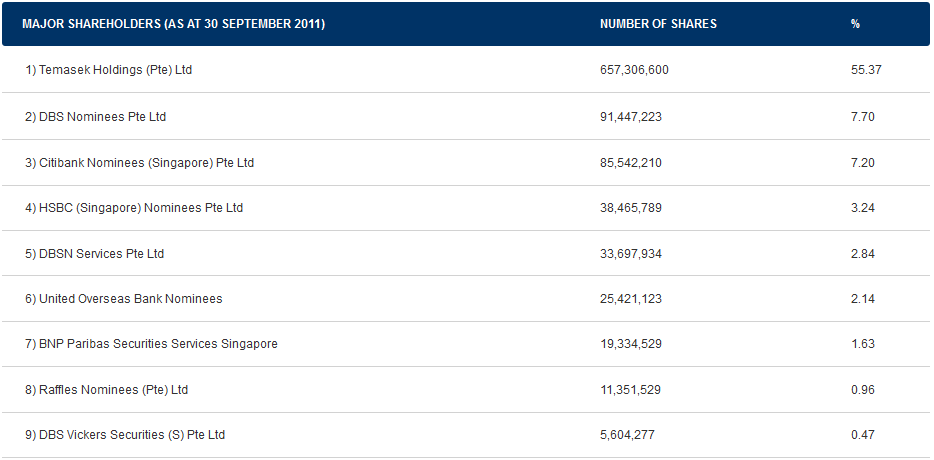 MAJOR SHAREHOLDERS (AS AT 30 SEPTEMBER 2011) NUMBER OF SHARES %
1) Temasek Holdings (Pte) Ltd 657,306,600 55.37
2) DBS Nominees Pte Ltd 91,447,223 7.70
3) Citibank Nominees (Singapore) Pte Ltd 85,542,210 7.20
4) HSBC (Singapore) Nominees Pte Ltd 38,465,789 3.24
5) DBSN Services Pte Ltd 33,697,934 2.84
6) United Overseas Bank Nominees 25,421,123 2.14
7) BNP Paribas Securities Services Singapore 19,334,529 1.63
8) Raffles Nominees (Pte) Ltd 11,351,529 0.96
9) DBS Vickers Securities (S) Pte Ltd 5,604,277 0.47